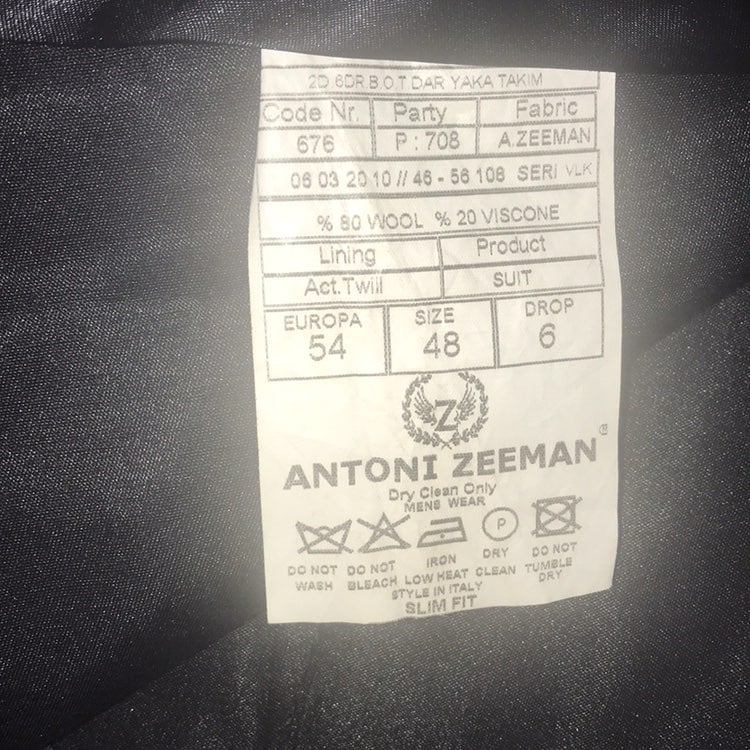 2D 6DR B.O.T DAR YAKA TAKIM
Code Nr. Party Fabric
676 P : 708 A.ZEEMAN
06 03 20 10 // 46 - 56 108 SERI VLK
% 80 WOOL % 20 VISCONE
Lining Product
Act.Twill SUIT
EUROPA SIZE DROP
54 48 6
Z
ANTONI ZEEMAN®
Dry Clean Only
MENS WEAR
P
DO NOT WASH DO NOT BLEACH IRON LOW HEAT DRY CLEAN DO NOT TUMBLE DRY
STYLE IN ITALY
SLIM FIT